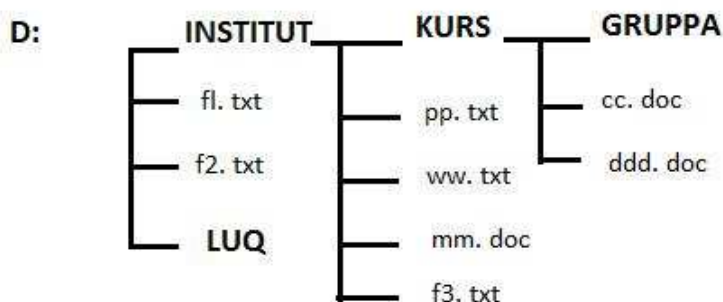 D: INSTITUT KURS GRUPPA
fl. txt pp. txt cc. doc
f2. txt ww. txt ddd. doc
LUQ mm. doc
f3. txt